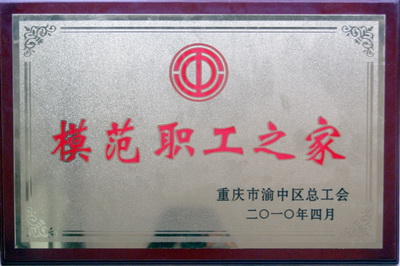 模范职工之家
重庆市渝中区总工会
二〇一〇年四月